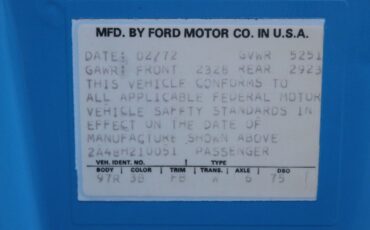 MFD. BY FORD MOTOR CO. IN U.S.A.
DATE: 02/72 GVWR 5251
GAWR: FRONT 2328 REAR 2923
THIS VEHICLE CONFORMS TO
ALL APPLICABLE FEDERAL MOTOR
VEHICLE SAFETY STANDARDS IN
EFFECT ON THE DATE OF
MANUFACTURE SHOWN ABOVE
2A48H210051 PASSENGER
VEH. IDENT. NO. TYPE
BODY COLOR TRIM TRANS. AXLE DSO
97R 3B FB W 6 75